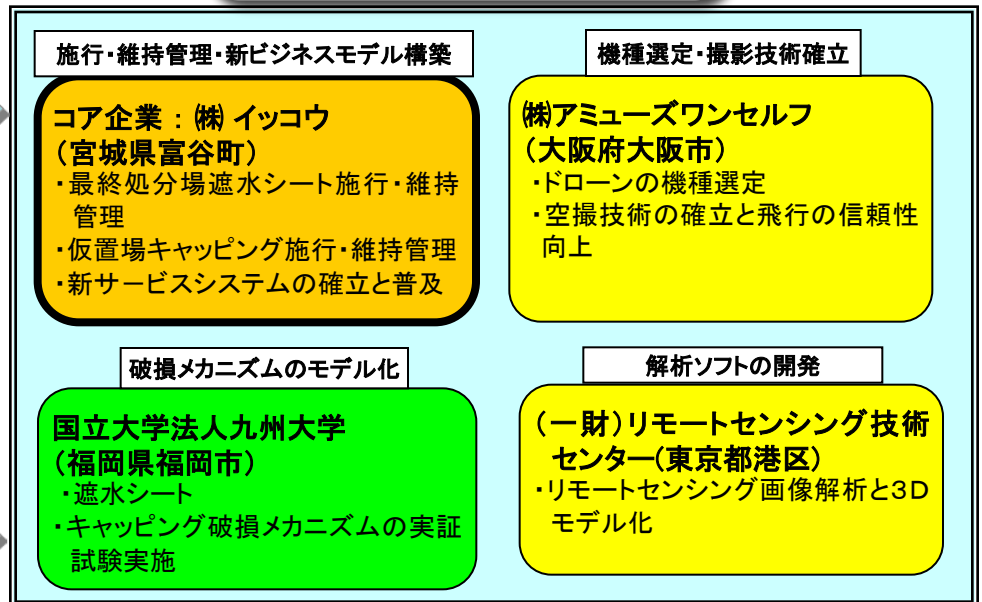 施行・維持管理・新ビジネスモデル構築
コア企業：㈱イッコウ
（宮城県富谷町）
・最終処分場遮水シート施行・維持
管理
・仮置場キャッピング施行・維持管理
・新サービスシステムの確立と普及
機種選定・撮影技術確立
㈱アミューズワンセルフ
（大阪府大阪市）
・ドローンの機種選定
・空撮技術の確立と飛行の信頼性
向上
破損メカニズムのモデル化
国立大学法人九州大学
（福岡県福岡市）
・遮水シート
・キャッピング破損メカニズムの実証
試験実施
解析ソフトの開発
（一財）リモートセンシング技術
センター(東京都港区）
・リモートセンシング画像解析と３Ｄ
モデル化